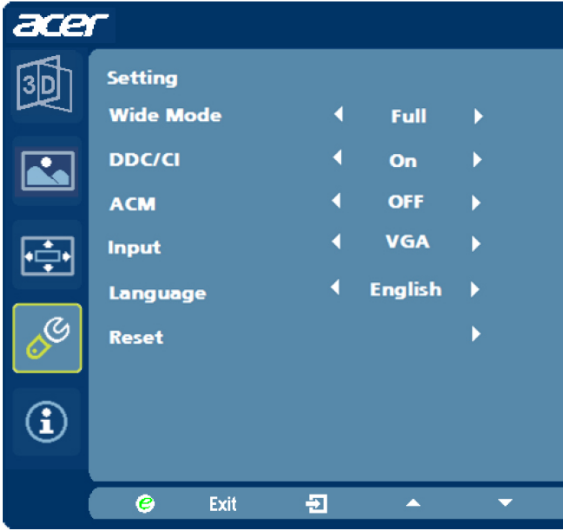 acer
3D
Setting
Wide Mode Full
DDC/CI On
ACM OFF
Input VGA
Language English
Reset
e Exit